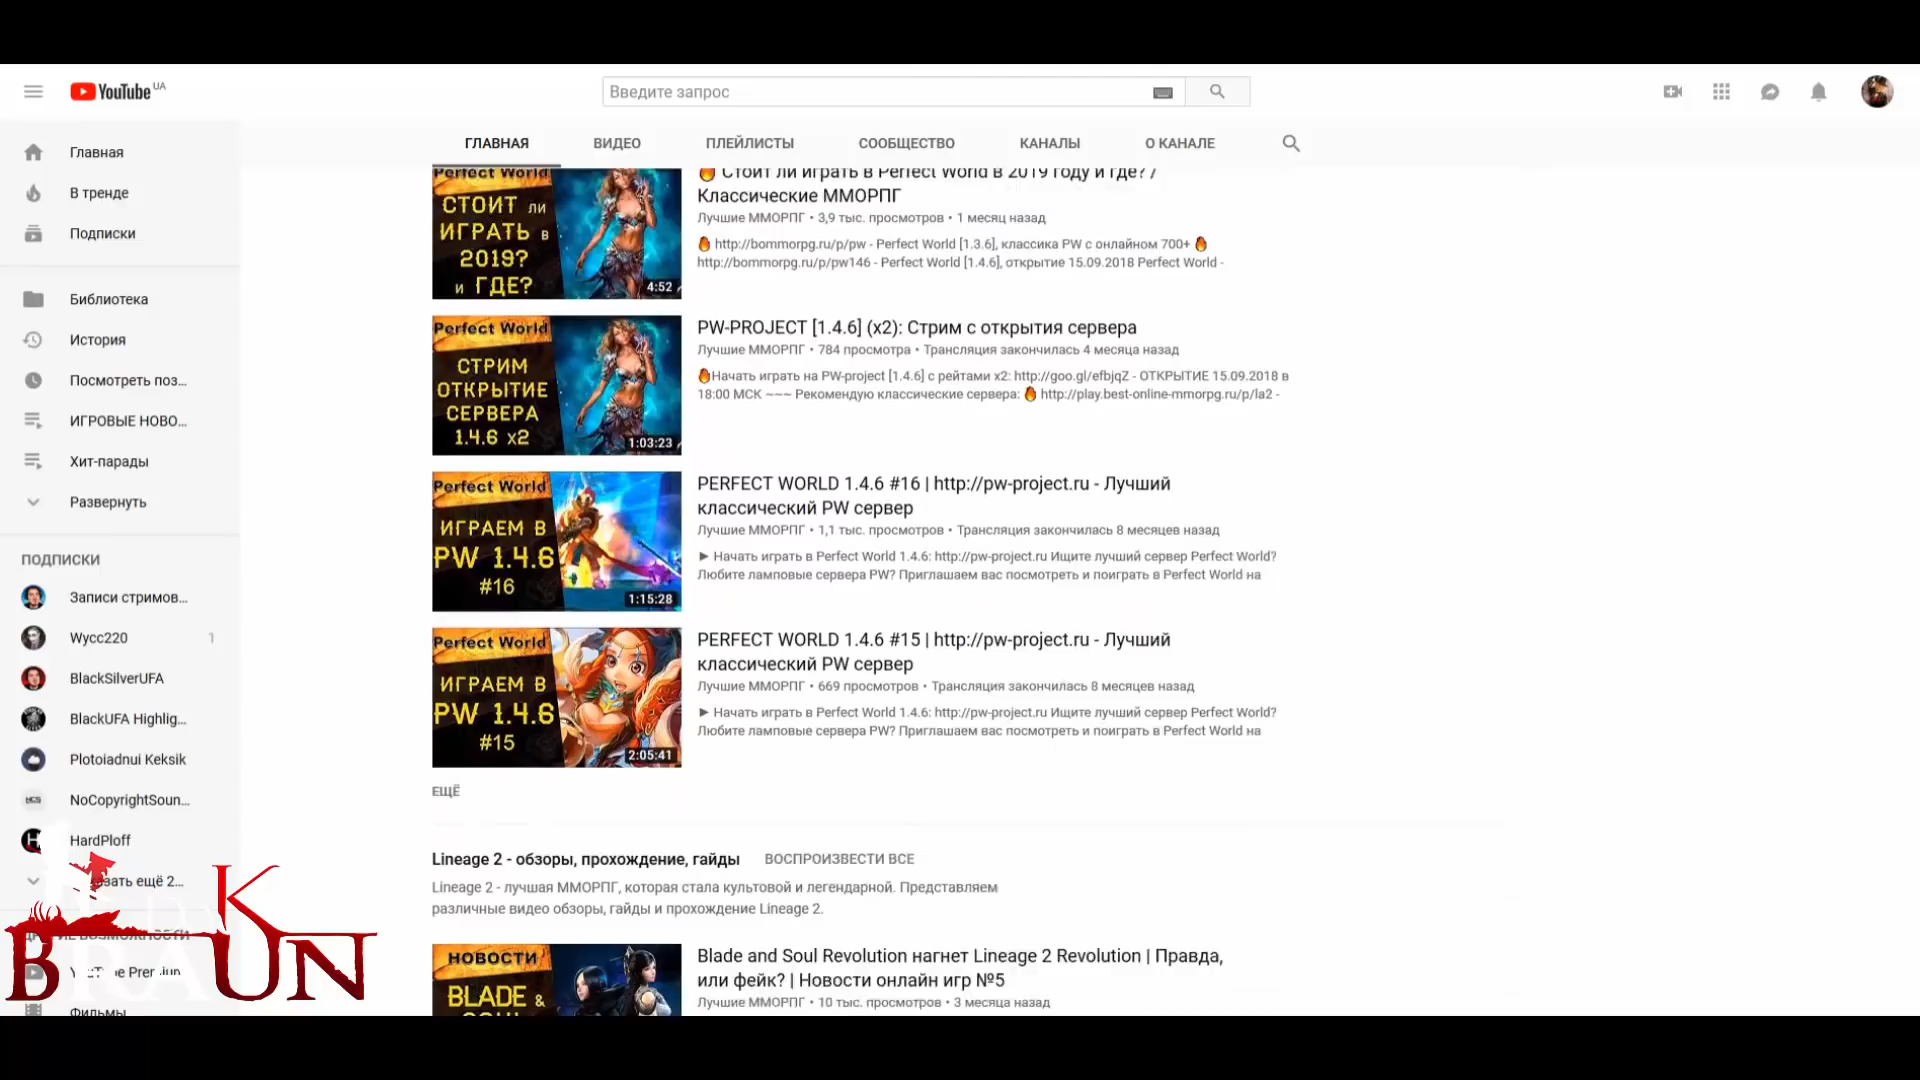 YouTube UA
Введите запрос
ГЛАВНАЯ ВИДЕО ПЛЕЙЛИСТЫ СООБЩЕСТВО КАНАЛЫ О КАНАЛЕ
Главная
В тренде
Подписки
Библиотека
История
Посмотреть поз...
ИГРОВЫЕ НОВО...
Хит-парады
Развернуть
ПОДПИСКИ
Записи стримов...
Wycc220 1
BlackSilverUFA
BlackUFA Highlig...
Plotoiadnui Keksik
NoCopyrightSoun...
HardPloff
ещё 2...
Фильмы
K
BRAUN
Perfect World
СТОИТ ли
ИГРАТЬ в
2019?
и ГДЕ?
4:52
🔥 Стоит ли играть в Perfect World в 2019 году и где? /
Классические ММОРПГ
Лучшие ММОРПГ • 3,9 тыс. просмотров • 1 месяц назад
🔥 http://bommorpg.ru/p/pw - Perfect World [1.3.6], классика PW с онлайном 700+ 🔥
http://bommorpg.ru/p/pw146 - Perfect World [1.4.6], открытие 15.09.2018 Perfect World -
Perfect World
СТРИМ
ОТКРЫТИЕ
СЕРВЕРА
1.4.6 x2
1:03:23
PW-PROJECT [1.4.6] (x2): Стрим с открытия сервера
Лучшие ММОРПГ • 784 просмотра • Трансляция закончилась 4 месяца назад
🔥Начать играть на PW-project [1.4.6] с рейтами x2: http://goo.gl/efbjqZ - ОТКРЫТИЕ 15.09.2018 в
18:00 МСК ~~~ Рекомендую классические сервера: 🔥 http://play.best-online-mmorpg.ru/p/la2 -
Perfect World
ИГРАЕМ В
PW 1.4.6
#16
1:15:28
PERFECT WORLD 1.4.6 #16 | http://pw-project.ru - Лучший
классический PW сервер
Лучшие ММОРПГ • 1,1 тыс. просмотров • Трансляция закончилась 8 месяцев назад
► Начать играть в Perfect World 1.4.6: http://pw-project.ru Ищите лучший сервер Perfect World?
Любите ламповые сервера PW? Приглашаем вас посмотреть и поиграть в Perfect World на
Perfect World
ИГРАЕМ В
PW 1.4.6
#15
2:05:41
PERFECT WORLD 1.4.6 #15 | http://pw-project.ru - Лучший
классический PW сервер
Лучшие ММОРПГ • 669 просмотров • Трансляция закончилась 8 месяцев назад
► Начать играть в Perfect World 1.4.6: http://pw-project.ru Ищите лучший сервер Perfect World?
Любите ламповые сервера PW? Приглашаем вас посмотреть и поиграть в Perfect World на
ЕЩЁ
Lineage 2 - обзоры, прохождение, гайды ВОСПРОИЗВЕСТИ ВСЕ
Lineage 2 - лучшая ММОРПГ, которая стала культовой и легендарной. Представляем
различные видео обзоры, гайды и прохождение Lineage 2.
НОВОСТИ
BLADE &
Blade and Soul Revolution нагнет Lineage 2 Revolution | Правда,
или фейк? | Новости онлайн игр №5
Лучшие ММОРПГ • 10 тыс. просмотров • 3 месяца назад